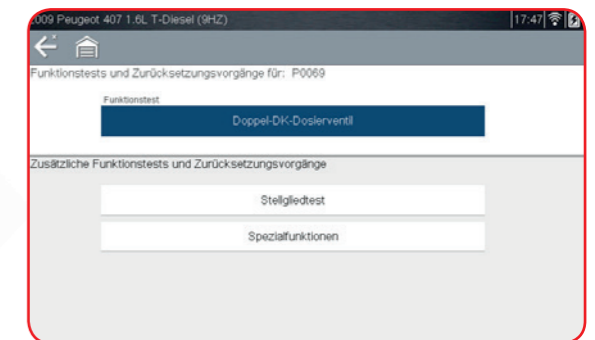 2009 Peugeot 407 1.6L T-Diesel (9HZ) 17:47
Funktionstests und Zurücksetzungsvorgänge für: P0069
Funktionstest
Doppel-DK-Dosierventil
Zusätzliche Funktionstests und Zurücksetzungsvorgänge
Stellgliedtest
Spezialfunktionen